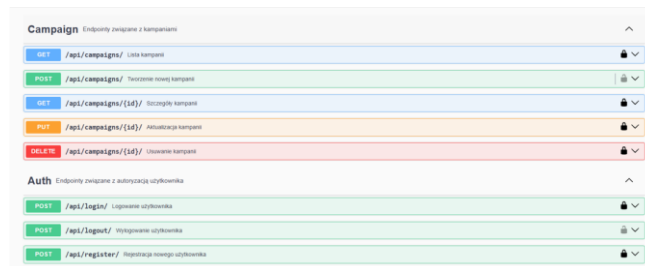 Campaign Endpointy związane z kampaniami
GET /api/campaigns/ Lista kampanii
POST /api/campaigns/ Tworzenie nowej kampanii
GET /api/campaigns/{id}/ Szczegóły kampanii
PUT /api/campaigns/{id}/ Aktualizacja kampanii
DELETE /api/campaigns/{id}/ Usuwanie kampanii
Auth Endpointy związane z autoryzacją użytkownika
POST /api/login/ Logowanie użytkownika
POST /api/logout/ Wylogowanie użytkownika
POST /api/register/ Rejestracja nowego użytkownika